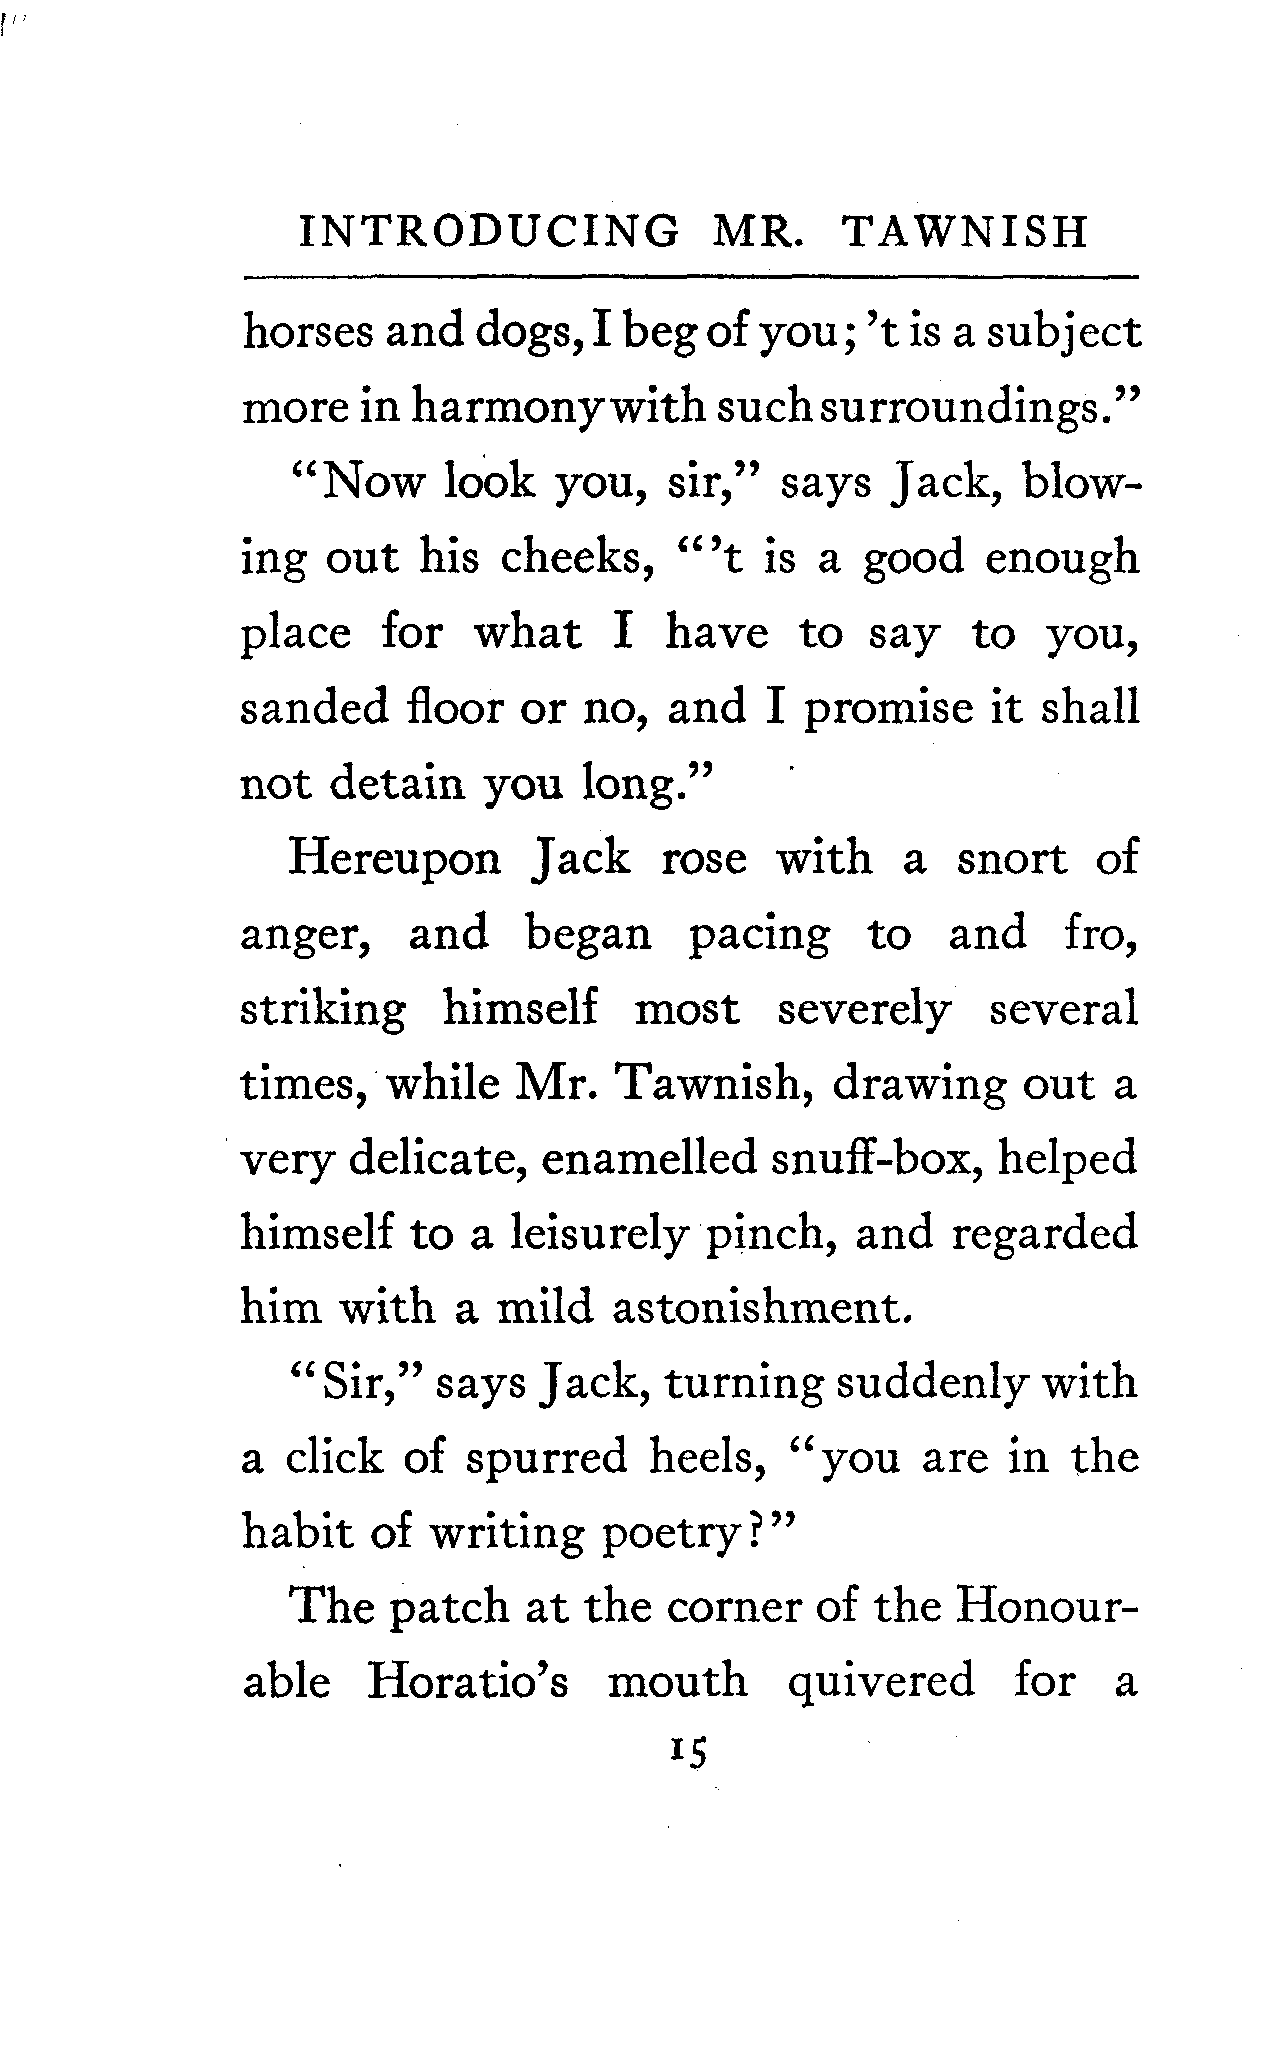 INTRODUCING MR. TAWNISH
horses and dogs, I beg of you; 't is a subject
more in harmony with such surroundings."
"Now look you, sir," says Jack, blow-
ing out his cheeks, "'t is a good enough
place for what I have to say to you,
sanded floor or no, and I promise it shall
not detain you long."
Hereupon Jack rose with a snort of
anger, and began pacing to and fro,
striking himself most severely several
times, while Mr. Tawnish, drawing out a
very delicate, enamelled snuff-box, helped
himself to a leisurely pinch, and regarded
him with a mild astonishment.
"Sir," says Jack, turning suddenly with
a click of spurred heels, "you are in the
habit of writing poetry?"
The patch at the corner of the Honour-
able Horatio's mouth quivered for a
15